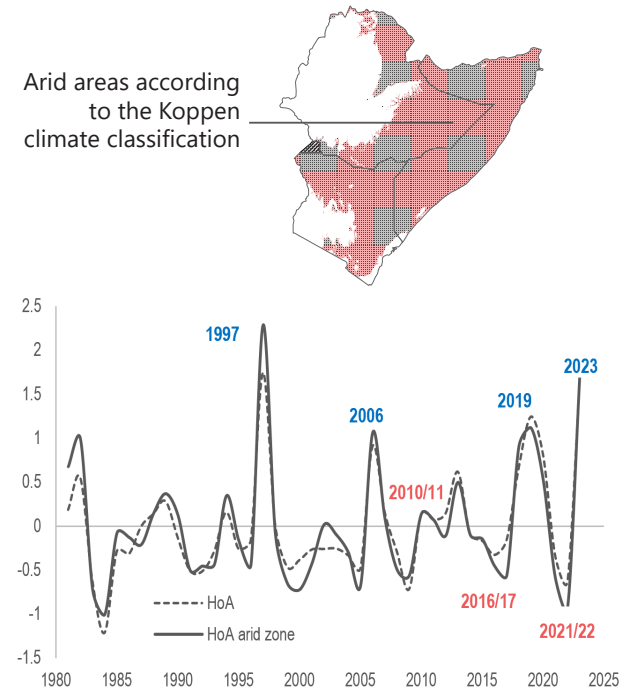 Arid areas according
to the Koppen
climate classification
2.5
2
1.5
1
0.5
0
-0.5
-1
-1.5
1997
2006
2010/11
2019
2023
2016/17
2021/22
HoA
HoA arid zone
1980 1985 1990 1995 2000 2005 2010 2015 2020 2025